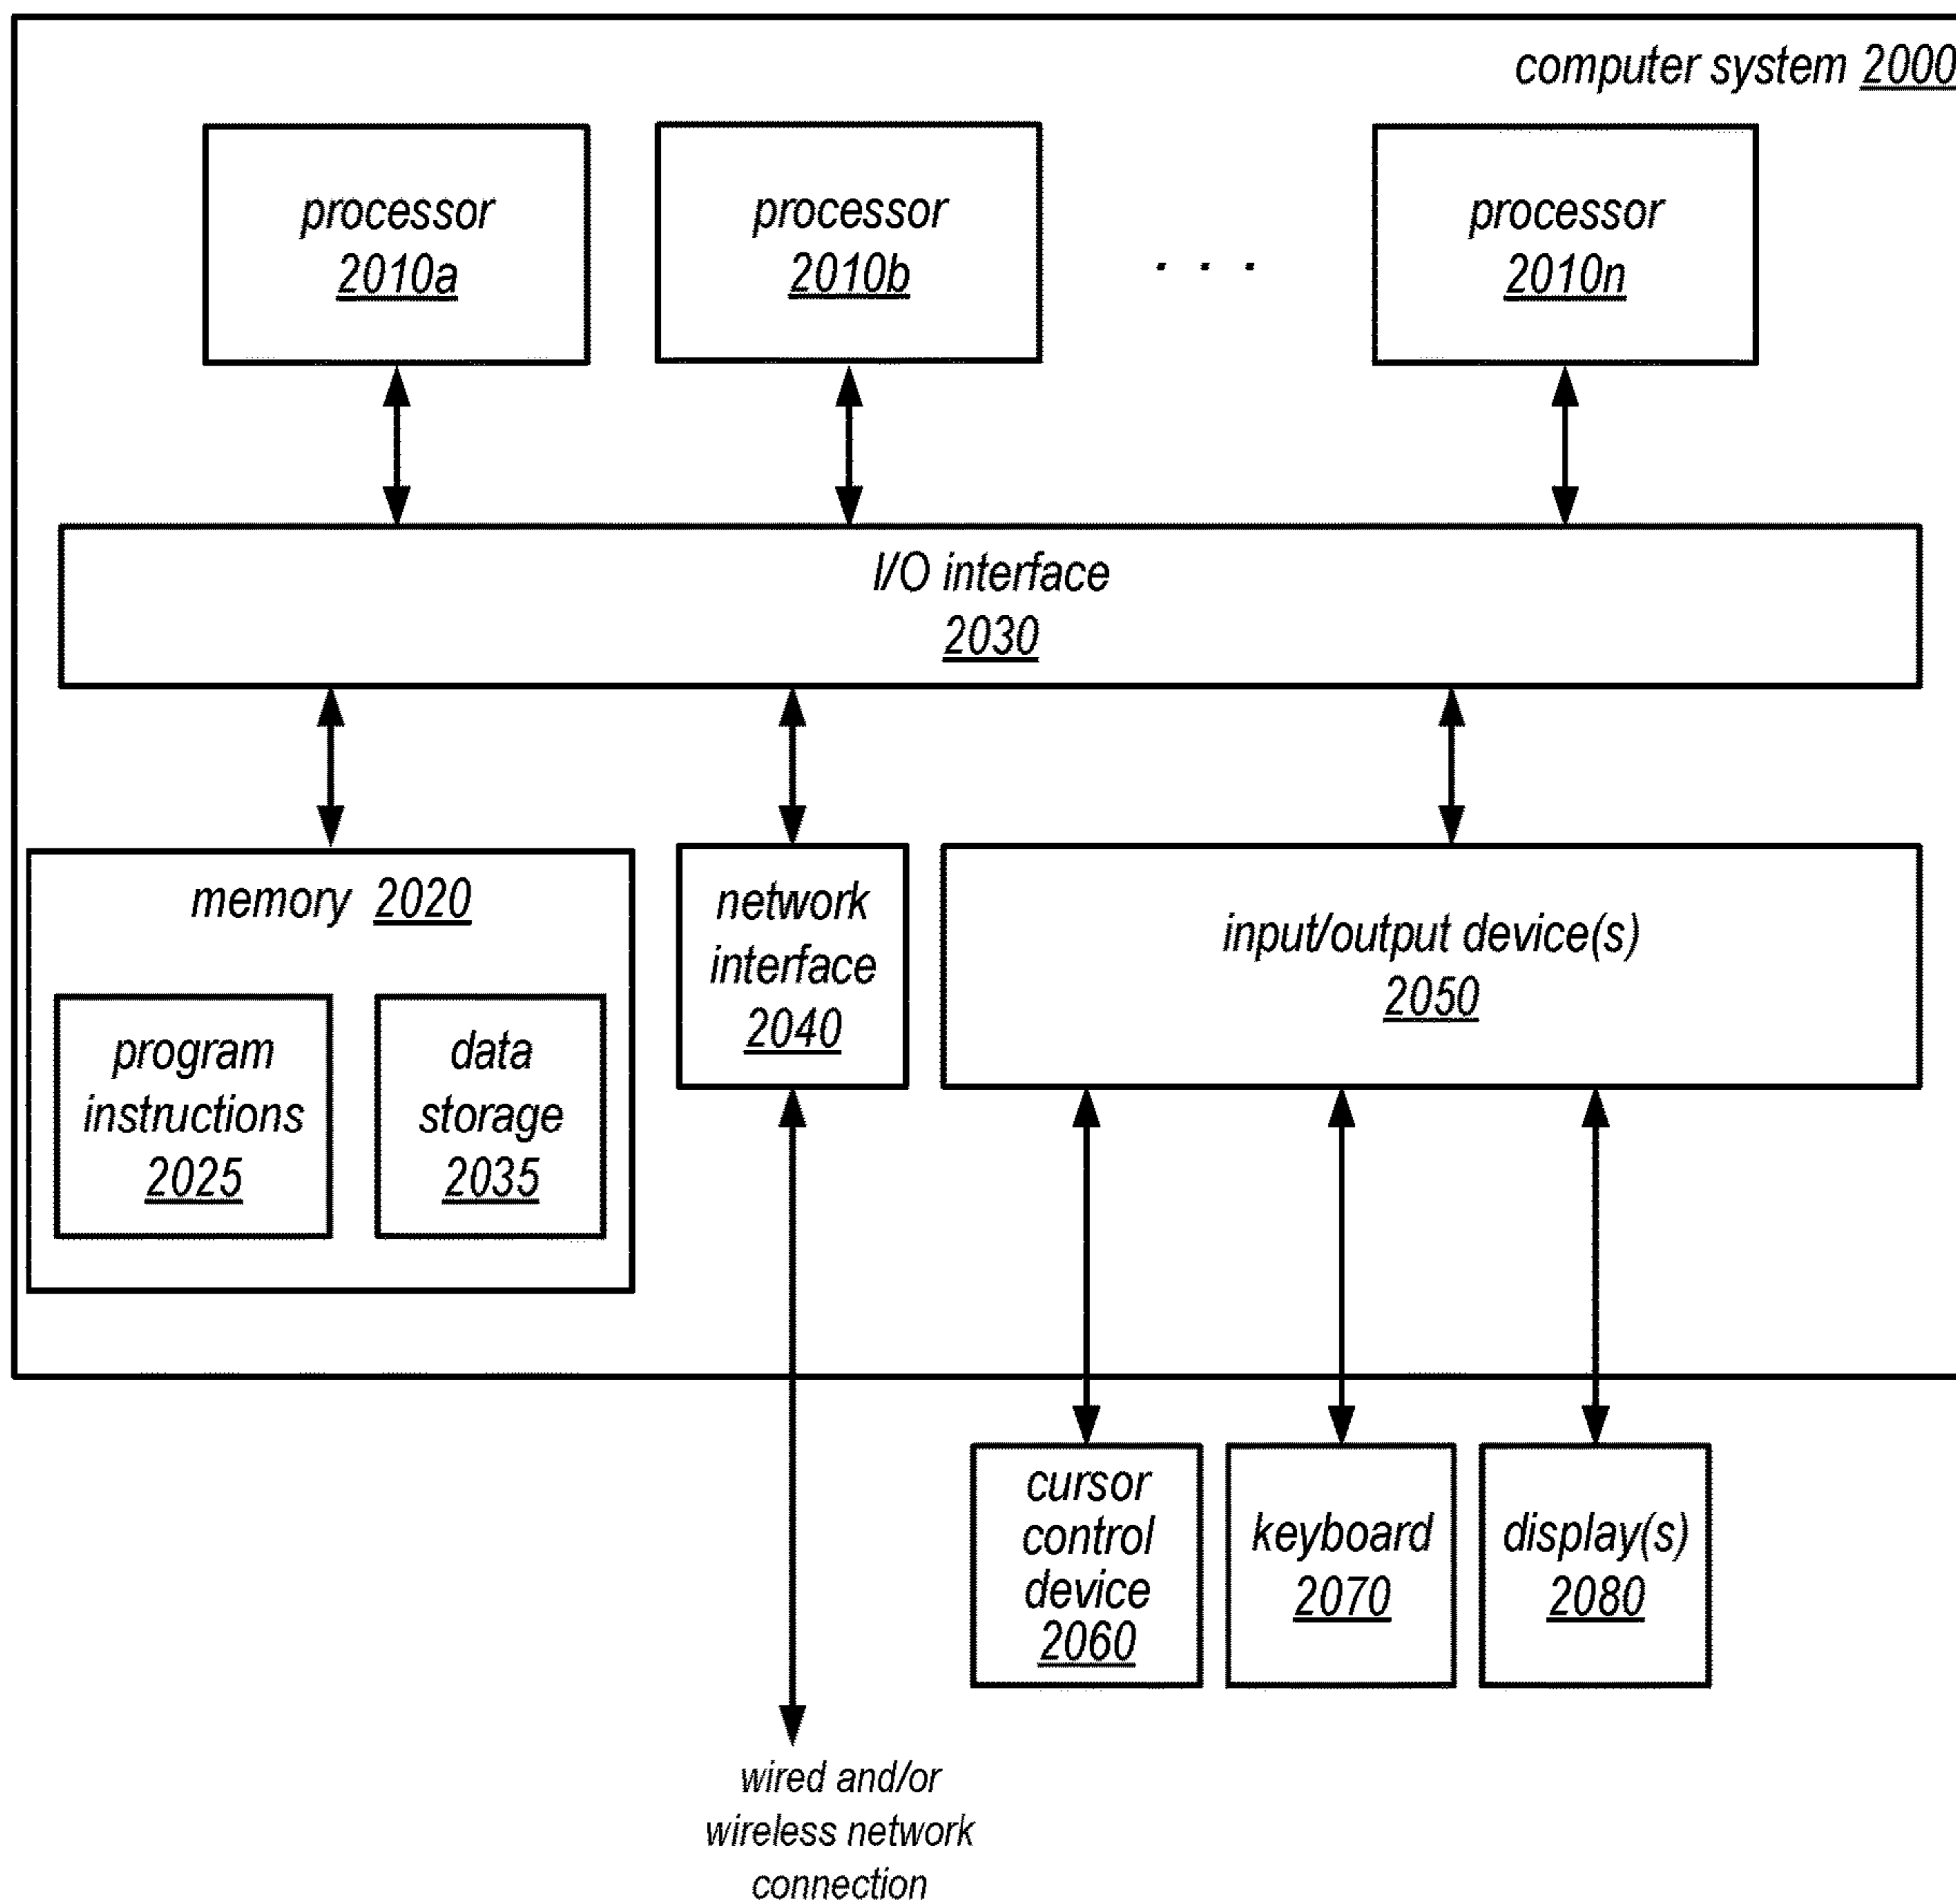 computer system 2000
processor
2010a
processor
2010b
. . .
processor
2010n
I/O interface
2030
memory 2020
program
instructions
2025
data
storage
2035
network
interface
2040
input/output device(s)
2050
cursor
control
device
2060
keyboard
2070
display(s)
2080
wired and/or
wireless network
connection